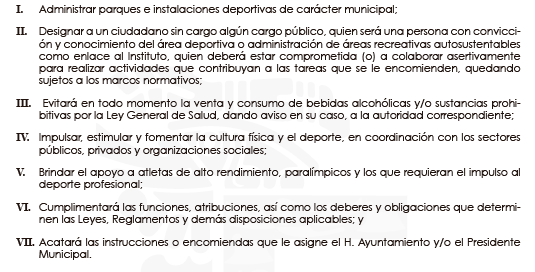 I. Administrar parques e instalaciones deportivas de carácter municipal;
II. Designar a un ciudadano sin cargo algún cargo público, quien será una persona con convicci-
ón y conocimiento del área deportiva o administración de áreas recreativas autosustentables
como enlace al Instituto, quien deberá estar comprometida (o) a colaborar asertivamente
para realizar actividades que contribuyan a las tareas que se le encomienden, quedando
sujetos a los marcos normativos;
III. Evitará en todo momento la venta y consumo de bebidas alcohólicas y/o sustancias prohi-
bitivas por la Ley General de Salud, dando aviso en su caso, a la autoridad correspondiente;
IV. Impulsar, estimular y fomentar la cultura física y el deporte, en coordinación con los sectores
públicos, privados y organizaciones sociales;
V. Brindar el apoyo a atletas de alto rendimiento, paralímpicos y los que requieran el impulso al
deporte profesional;
VI. Cumplimentará las funciones, atribuciones, así como los deberes y obligaciones que determi-
nen las Leyes, Reglamentos y demás disposiciones aplicables; y
VII. Acatará las instrucciones o encomiendas que le asigne el H. Ayuntamiento y/o el Presidente
Municipal.